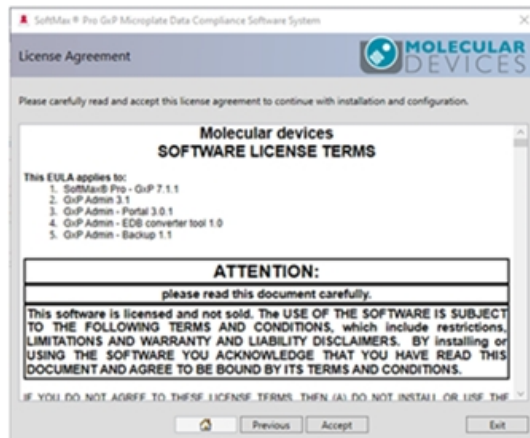 SoftMax ® Pro GxP Microplate Data Compliance Software System
License Agreement
MOLECULAR
DEVICES
Please carefully read and accept this license agreement to continue with installation and configuration.
Molecular devices
SOFTWARE LICENSE TERMS
This EULA applies to:
1. SoftMax® Pro - GxP 7.1.1
2. GxP Admin 3.1
3. GxP Admin - Portal 3.0.1
4. GxP Admin - EDB converter tool 1.0
5. GxP Admin - Backup 1.1
ATTENTION:
please read this document carefully.
This software is licensed and not sold. The USE OF THE SOFTWARE IS SUBJECT
TO THE FOLLOWING TERMS AND CONDITIONS, which include restrictions,
LIMITATIONS AND WARRANTY AND LIABILITY DISCLAIMERS. BY installing or
USING THE SOFTWARE YOU ACKNOWLEDGE THAT YOU HAVE READ THIS
DOCUMENT AND AGREE TO BE BOUND BY ITS TERMS AND CONDITIONS.
IF YOU DO NOT AGREE TO THESE LICENSE TERMS, THEN (A) DO NOT INSTALL OR USE THE
Previous Accept Exit